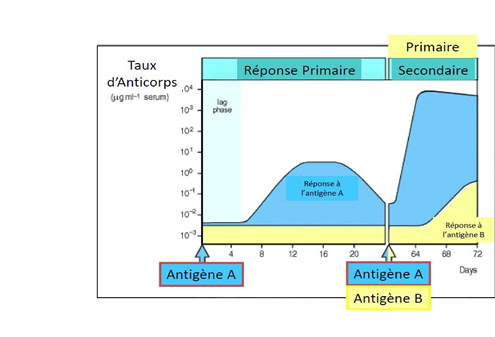 Primaire
Taux
d'Anticorps
(μg ml⁻¹ serum)
Réponse Primaire
Secondaire
10⁴
10³
10²
10¹
10⁰
10⁻¹
10⁻²
10⁻³
lag
phase
Réponse à
l'antigène A
Réponse à
l'antigène B
4
8
12
16
20
64
68
72
Days
Antigène A
Antigène A
Antigène B